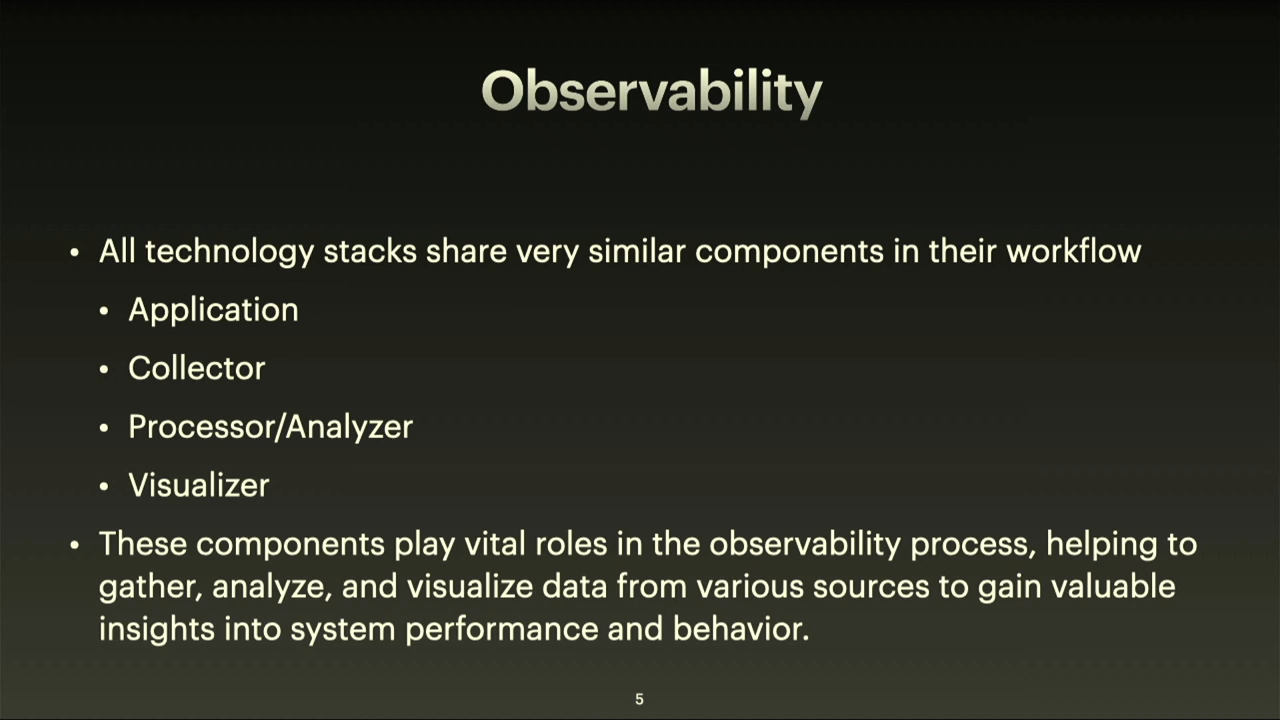 Observability
• All technology stacks share very similar components in their workflow
• Application
• Collector
• Processor/Analyzer
• Visualizer
• These components play vital roles in the observability process, helping to
gather, analyze, and visualize data from various sources to gain valuable
insights into system performance and behavior.
5